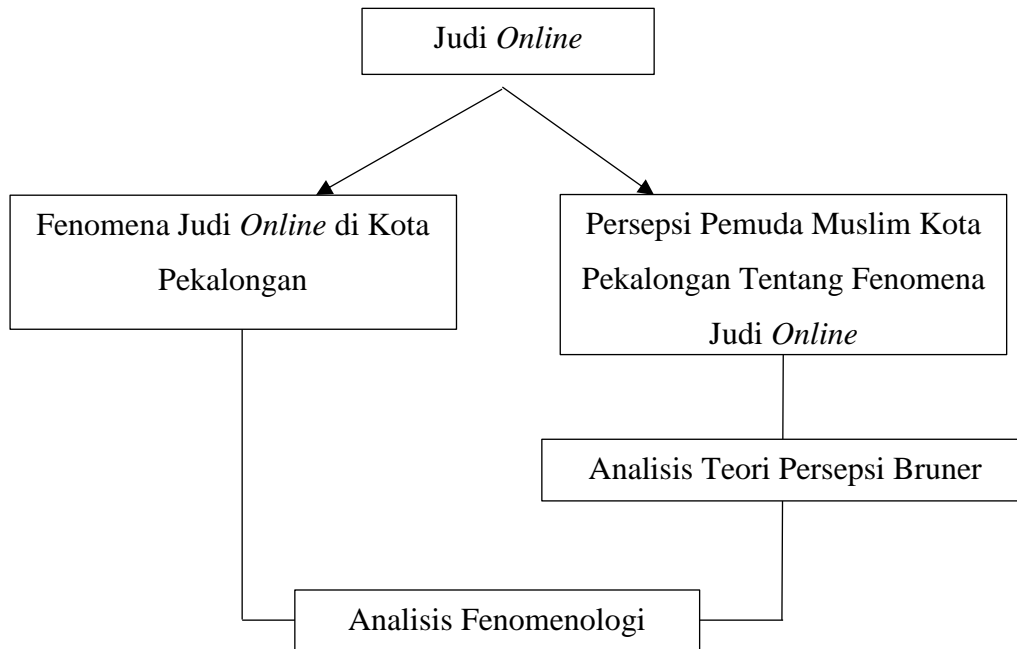 Judi Online
Fenomena Judi Online di Kota
Pekalongan
Persepsi Pemuda Muslim Kota
Pekalongan Tentang Fenomena
Judi Online
Analisis Teori Persepsi Bruner
Analisis Fenomenologi